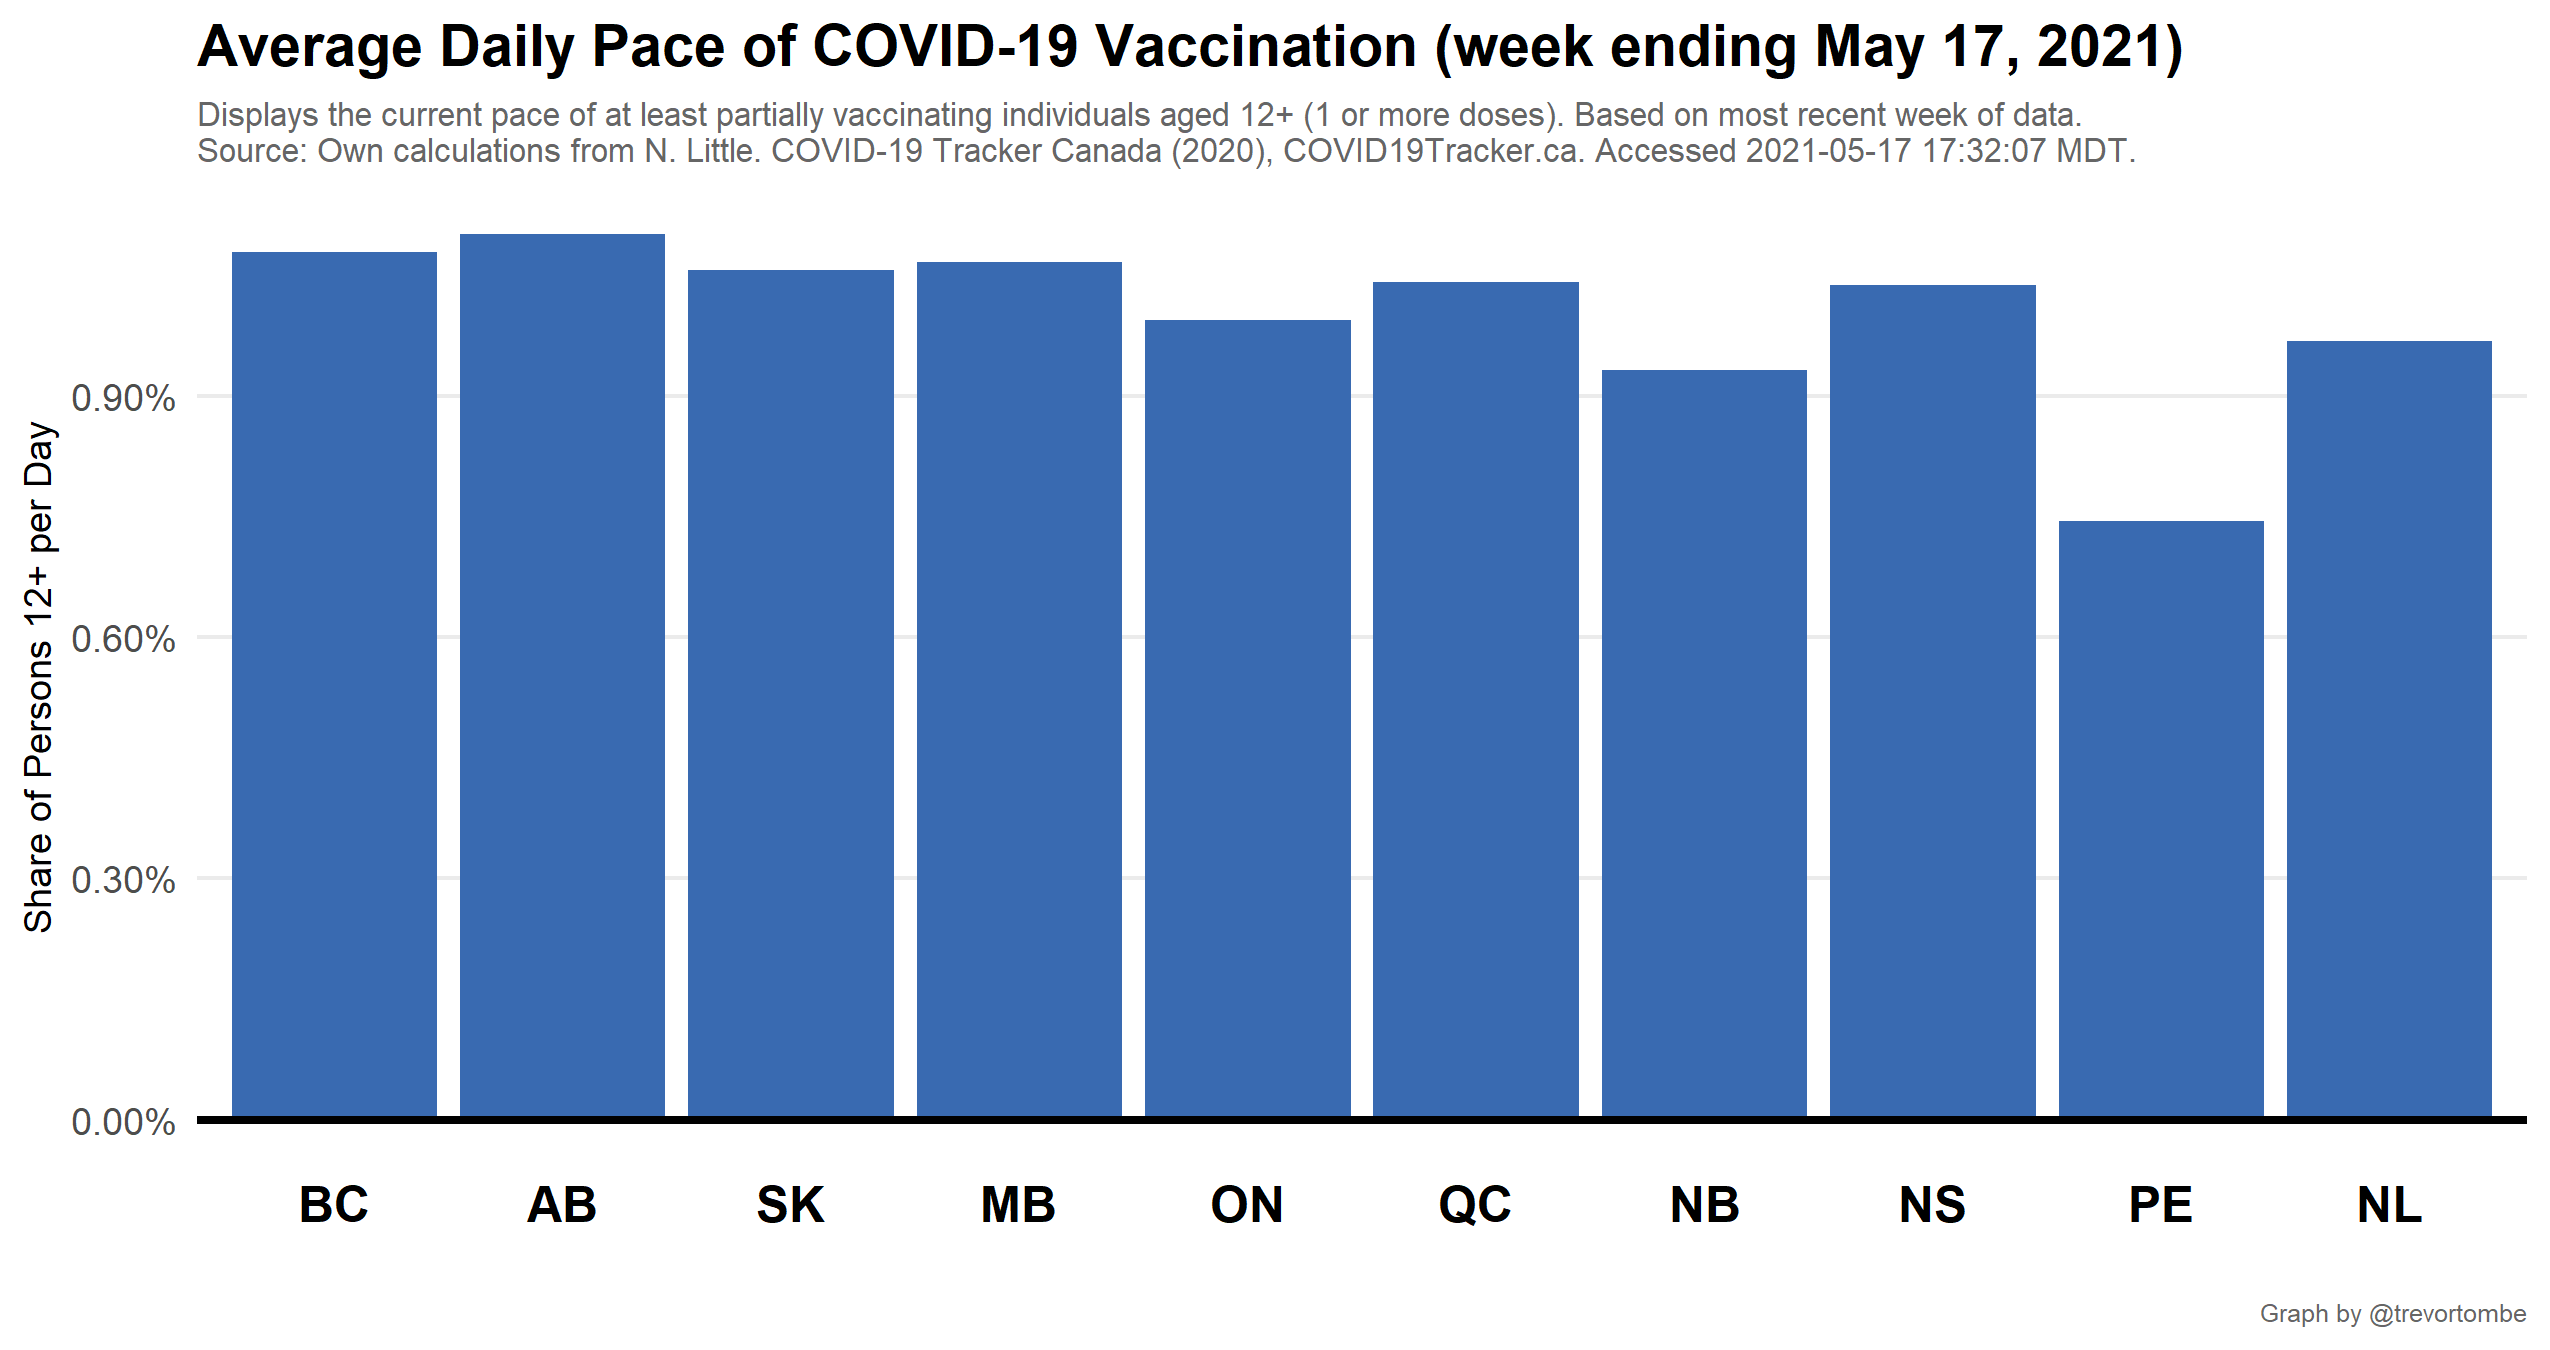 Average Daily Pace of COVID-19 Vaccination (week ending May 17, 2021)
Displays the current pace of at least partially vaccinating individuals aged 12+ (1 or more doses). Based on most recent week of data.
Source: Own calculations from N. Little. COVID-19 Tracker Canada (2020), COVID19Tracker.ca. Accessed 2021-05-17 17:32:07 MDT.
Share of Persons 12+ per Day
0.90%
0.60%
0.30%
0.00%
BC AB SK MB ON QC NB NS PE NL
Graph by @trevortombe